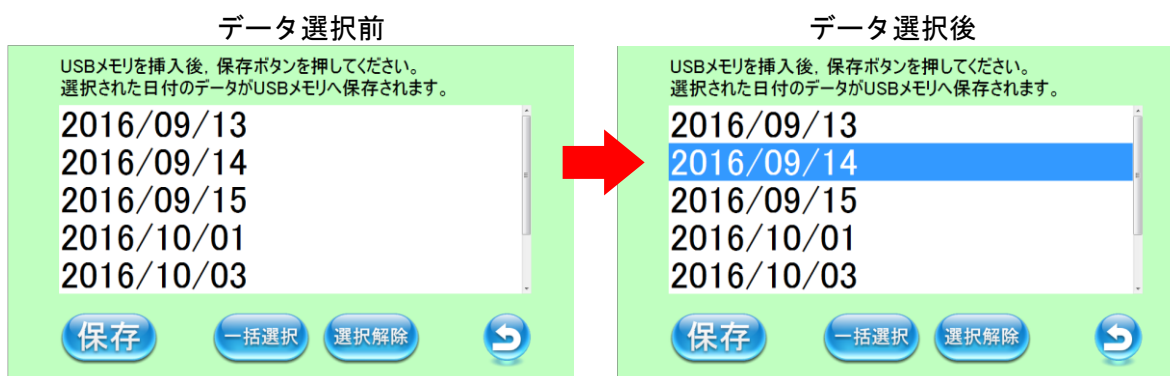 データ選択前
USBメモリを挿入後，保存ボタンを押してください。
選択された日付のデータがUSBメモリへ保存されます。
2016/09/13
2016/09/14
2016/09/15
2016/10/01
2016/10/03
保存
一括選択
選択解除
データ選択後
USBメモリを挿入後，保存ボタンを押してください。
選択された日付のデータがUSBメモリへ保存されます。
2016/09/13
2016/09/14
2016/09/15
2016/10/01
2016/10/03
保存
一括選択
選択解除